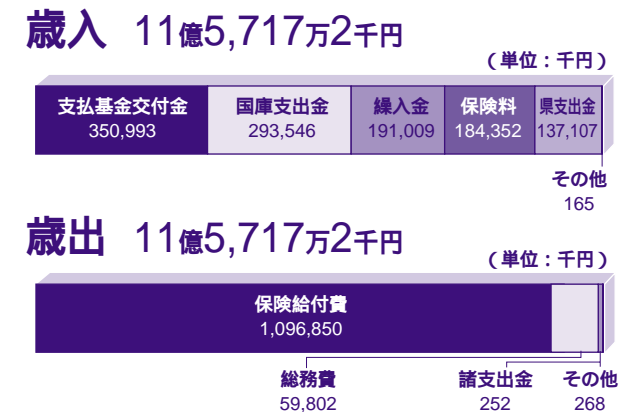 歳入 11億5,717万2千円
（単位：千円）
支払基金交付金 国庫支出金 繰入金 保険料 県支出金
350,993 293,546 191,009 184,352 137,107
その他
165
歳出 11億5,717万2千円
（単位：千円）
保険給付費
1,096,850
総務費 諸支出金 その他
59,802 252 268